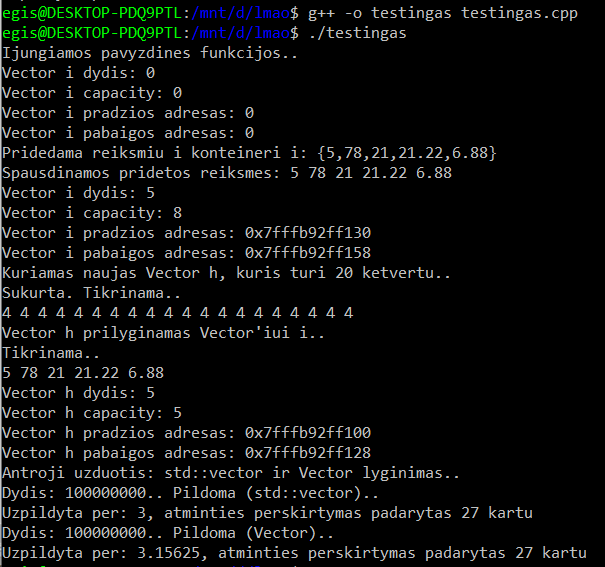 egis@DESKTOP-PDQ9PTL:/mnt/d/lmao$ g++ -o testingas testingas.cpp
egis@DESKTOP-PDQ9PTL:/mnt/d/lmao$ ./testingas
Ijungiamos pavyzdines funkcijos..
Vector i dydis: 0
Vector i capacity: 0
Vector i pradzios adresas: 0
Vector i pabaigos adresas: 0
Pridedama reiksmiu i konteineri i: {5,78,21,21.22,6.88}
Spausdinamos pridetos reiksmes: 5 78 21 21.22 6.88
Vector i dydis: 5
Vector i capacity: 8
Vector i pradzios adresas: 0x7fffb92ff130
Vector i pabaigos adresas: 0x7fffb92ff158
Kuriamas naujas Vector h, kuris turi 20 ketvertu..
Sukurta. Tikrinama..
4 4 4 4 4 4 4 4 4 4 4 4 4 4 4 4 4 4 4 4
Vector h prilyginamas Vector'iui i..
Tikrinama..
5 78 21 21.22 6.88
Vector h dydis: 5
Vector h capacity: 5
Vector h pradzios adresas: 0x7fffb92ff100
Vector h pabaigos adresas: 0x7fffb92ff128
Antroji uzduotis: std::vector ir Vector lyginimas..
Dydis: 100000000.. Pildoma (std::vector)..
Uzpildyta per: 3, atminties perskirtymas padarytas 27 kartu
Dydis: 100000000.. Pildoma (Vector)..
Uzpildyta per: 3.15625, atminties perskirtymas padarytas 27 kartu